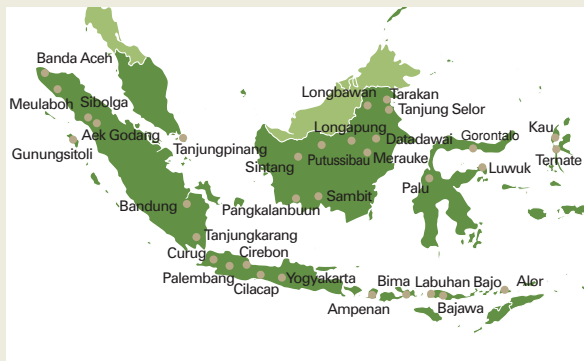 Banda Aceh
Longbawan
Tarakan
Meulaboh
Sibolga
Tanjung Selor
Aek Godang
Longapung
Datadawai
Gorontalo
Kau
Gunungsitoli
Tanjungpinang
Putussibau
Merauke
Ternate
Sintang
Luwuk
Palu
Bandung
Pangkalanbuun
Sambit
Tanjungkarang
Curug
Cirebon
Palembang
Yogyakarta
Cilacap
Bima
Labuhan Bajo
Alor
Ampenan
Bajawa